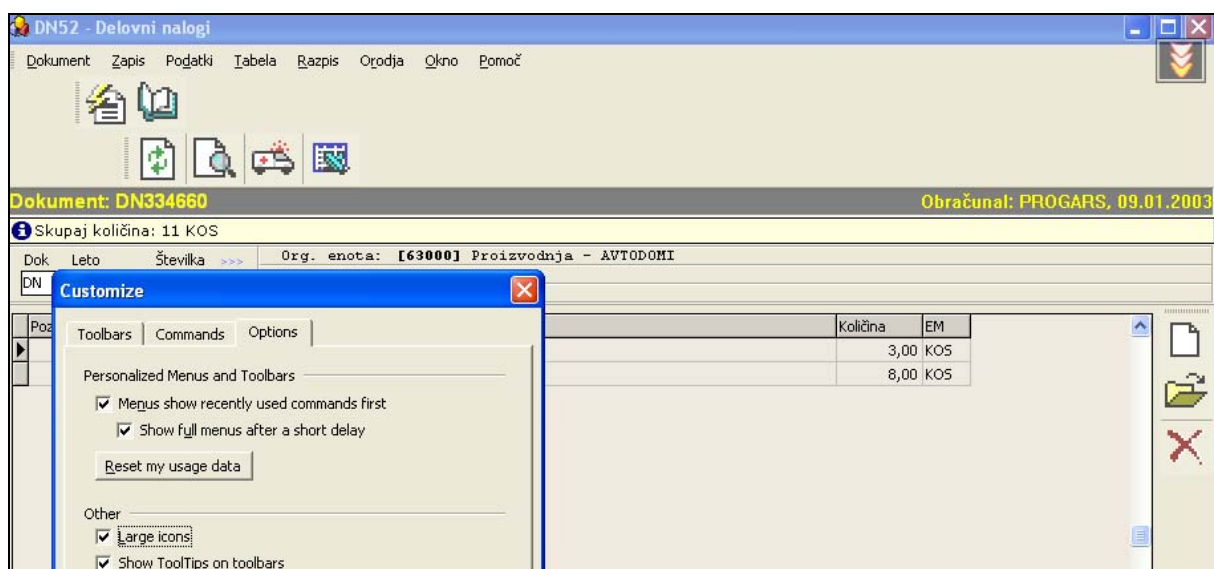 DN52 - Delovni nalogi
Dokument Zapis Podatki Tabela Razpis Orodja Okno Pomoč
Dokument: DN334660 Obračunal: PROGARS, 09.01.2003
Skupaj količina: 11 KOS
Dok Leto Številka >>> Org. enota: [63000] Proizvodnja - AVTODOMI
DN
Customize
Poz Količina EM
Toolbars Commands Options
3,00 KOS
Personalized Menus and Toolbars
8,00 KOS
Menus show recently used commands first
Show full menus after a short delay
Reset my usage data
Other
Large icons
Show ToolTips on toolbars